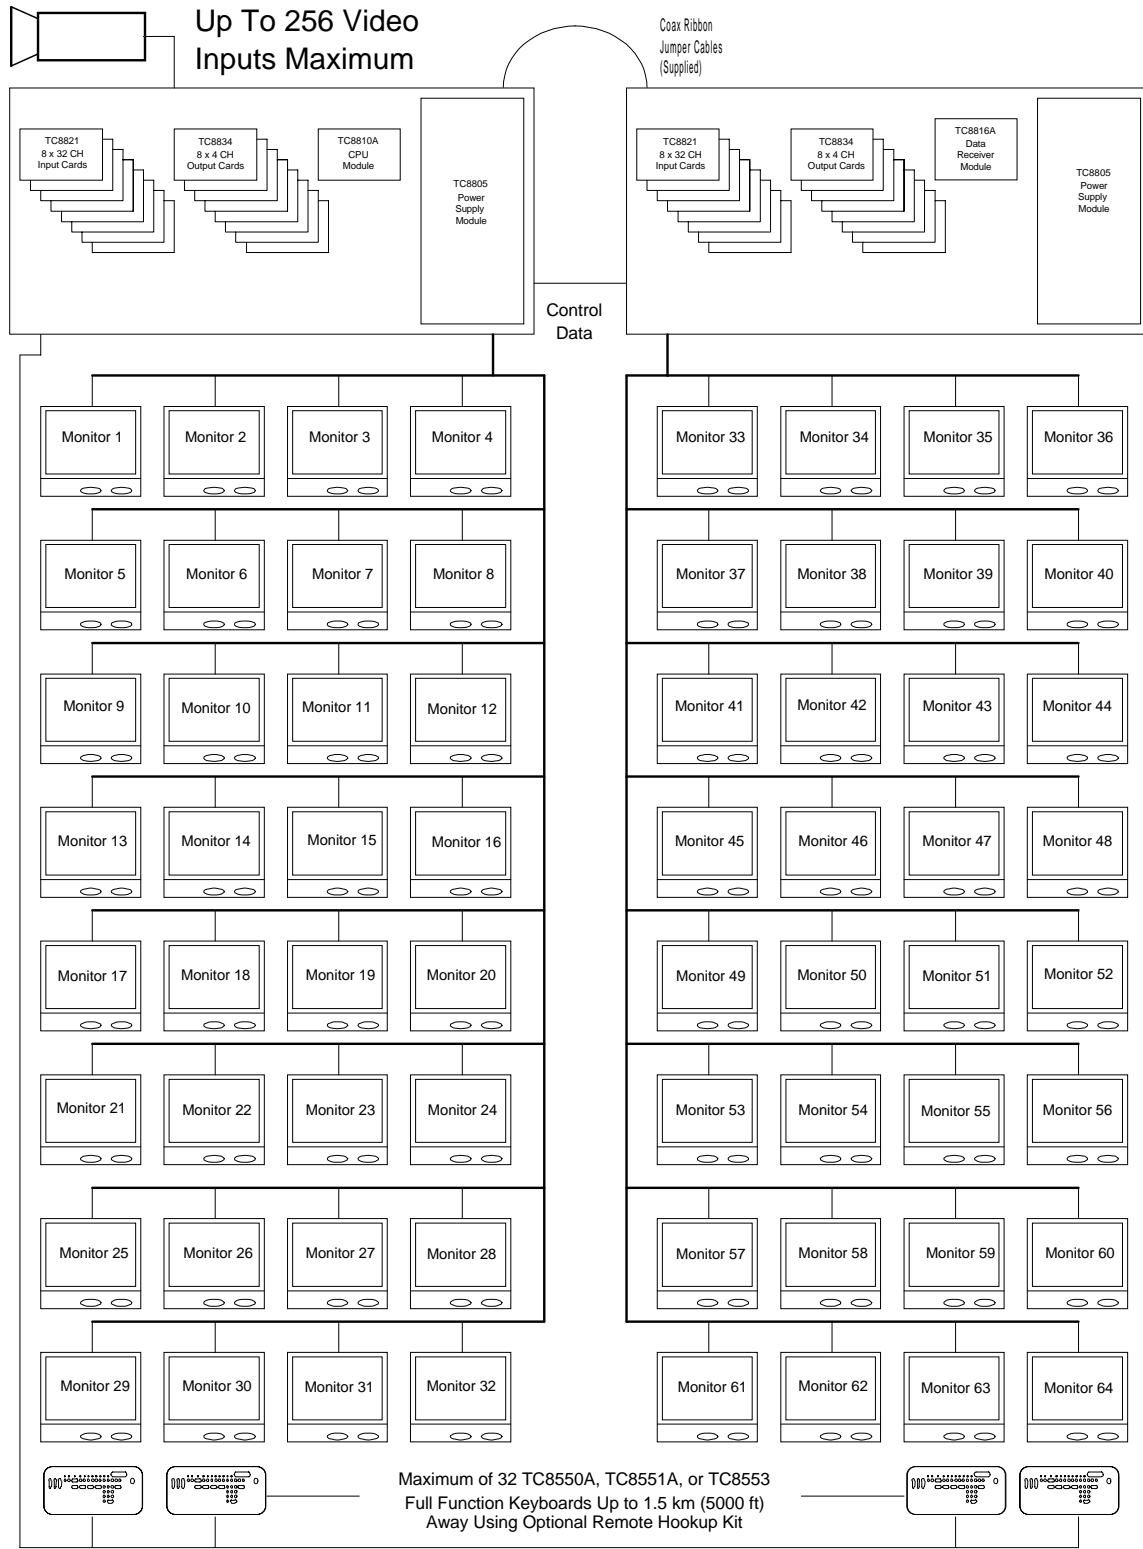 Up To 256 Video
Inputs Maximum
Coax Ribbon
Jumper Cables
(Supplied)
TC8821
8 x 32 CH
Input Cards
TC8834
8 x 4 CH
Output Cards
TC8810A
CPU
Module
TC8805
Power
Supply
Module
TC8821
8 x 32 CH
Input Cards
TC8834
8 x 4 CH
Output Cards
TC8816A
Data
Receiver
Module
TC8805
Power
Supply
Module
Control
Data
Monitor 1
Monitor 2
Monitor 3
Monitor 4
Monitor 33
Monitor 34
Monitor 35
Monitor 36
Monitor 5
Monitor 6
Monitor 7
Monitor 8
Monitor 37
Monitor 38
Monitor 39
Monitor 40
Monitor 9
Monitor 10
Monitor 11
Monitor 12
Monitor 41
Monitor 42
Monitor 43
Monitor 44
Monitor 13
Monitor 14
Monitor 15
Monitor 16
Monitor 45
Monitor 46
Monitor 47
Monitor 48
Monitor 17
Monitor 18
Monitor 19
Monitor 20
Monitor 49
Monitor 50
Monitor 51
Monitor 52
Monitor 21
Monitor 22
Monitor 23
Monitor 24
Monitor 53
Monitor 54
Monitor 55
Monitor 56
Monitor 25
Monitor 26
Monitor 27
Monitor 28
Monitor 57
Monitor 58
Monitor 59
Monitor 60
Monitor 29
Monitor 30
Monitor 31
Monitor 32
Monitor 61
Monitor 62
Monitor 63
Monitor 64
Maximum of 32 TC8550A, TC8551A, or TC8553
Full Function Keyboards Up to 1.5 km (5000 ft)
Away Using Optional Remote Hookup Kit